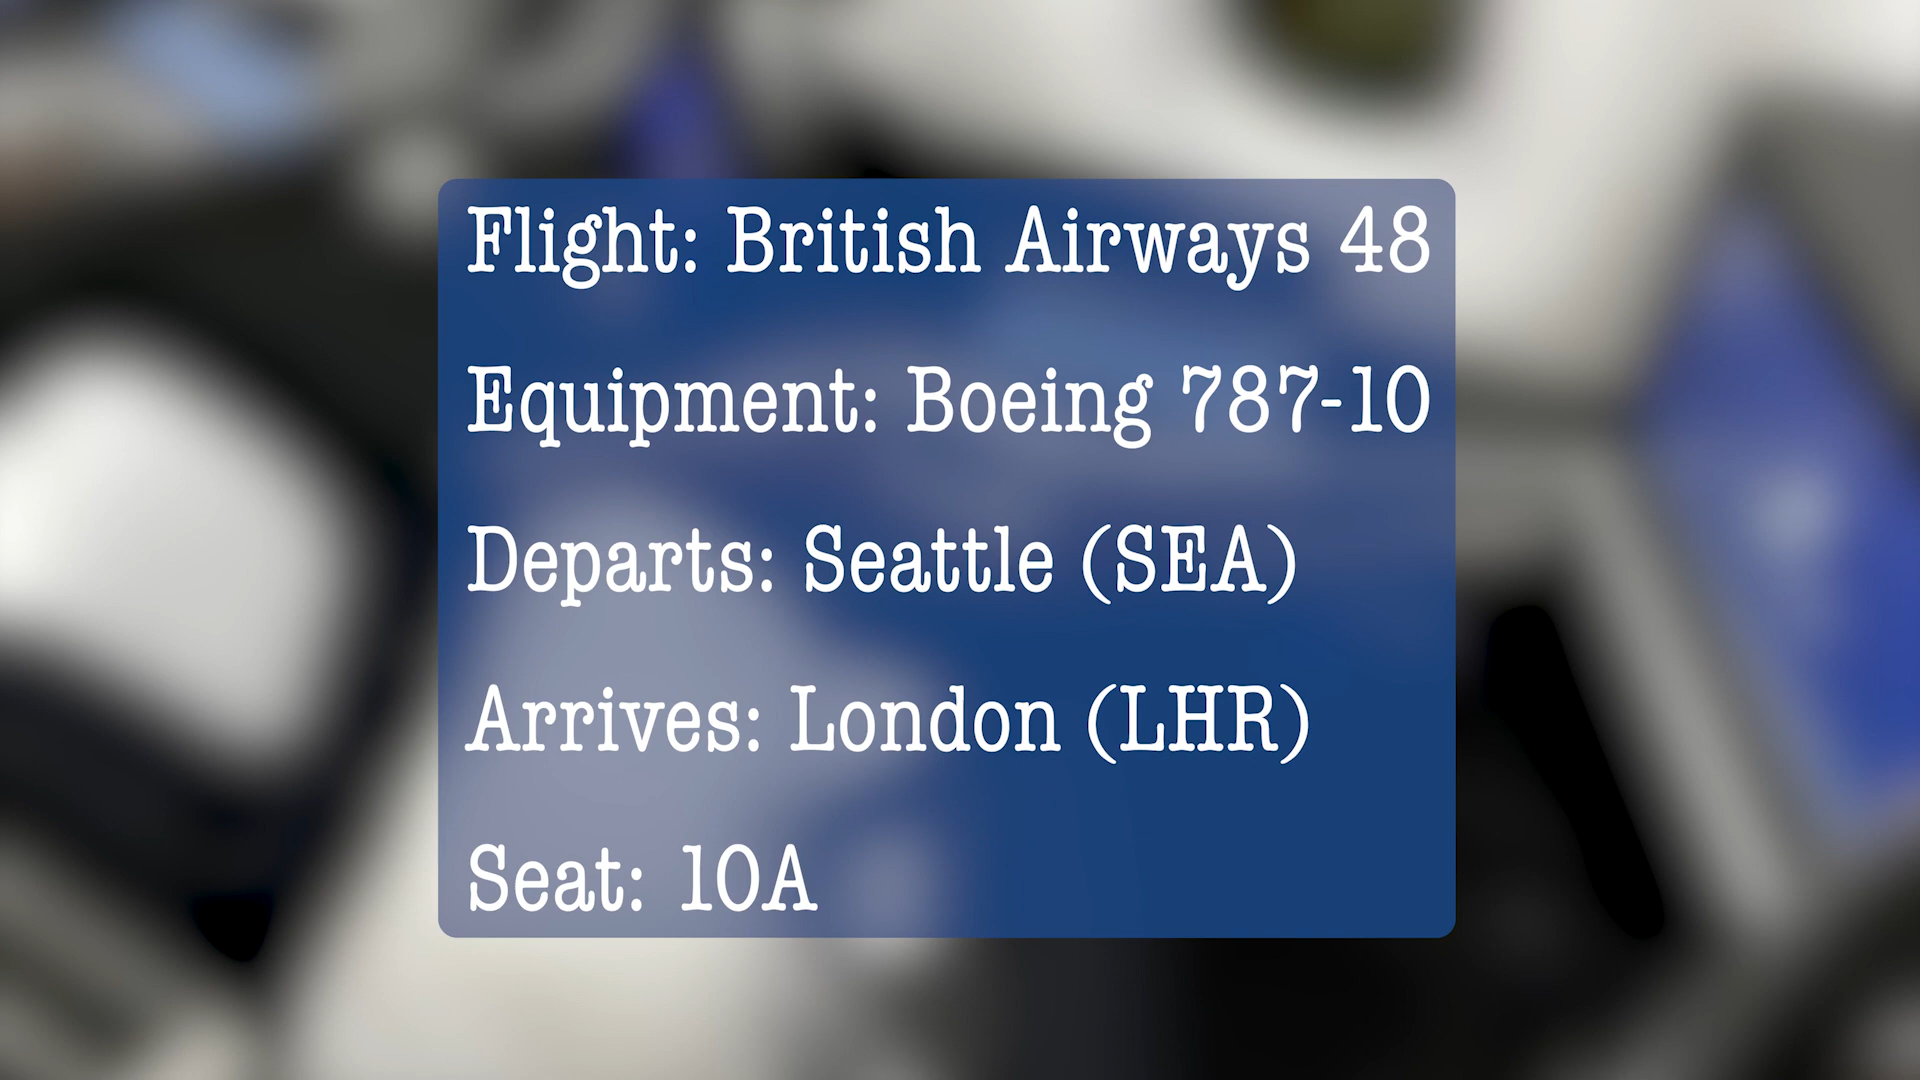 Flight: British Airways 48
Equipment: Boeing 787-10
Departs: Seattle (SEA)
Arrives: London (LHR)
Seat: 10A